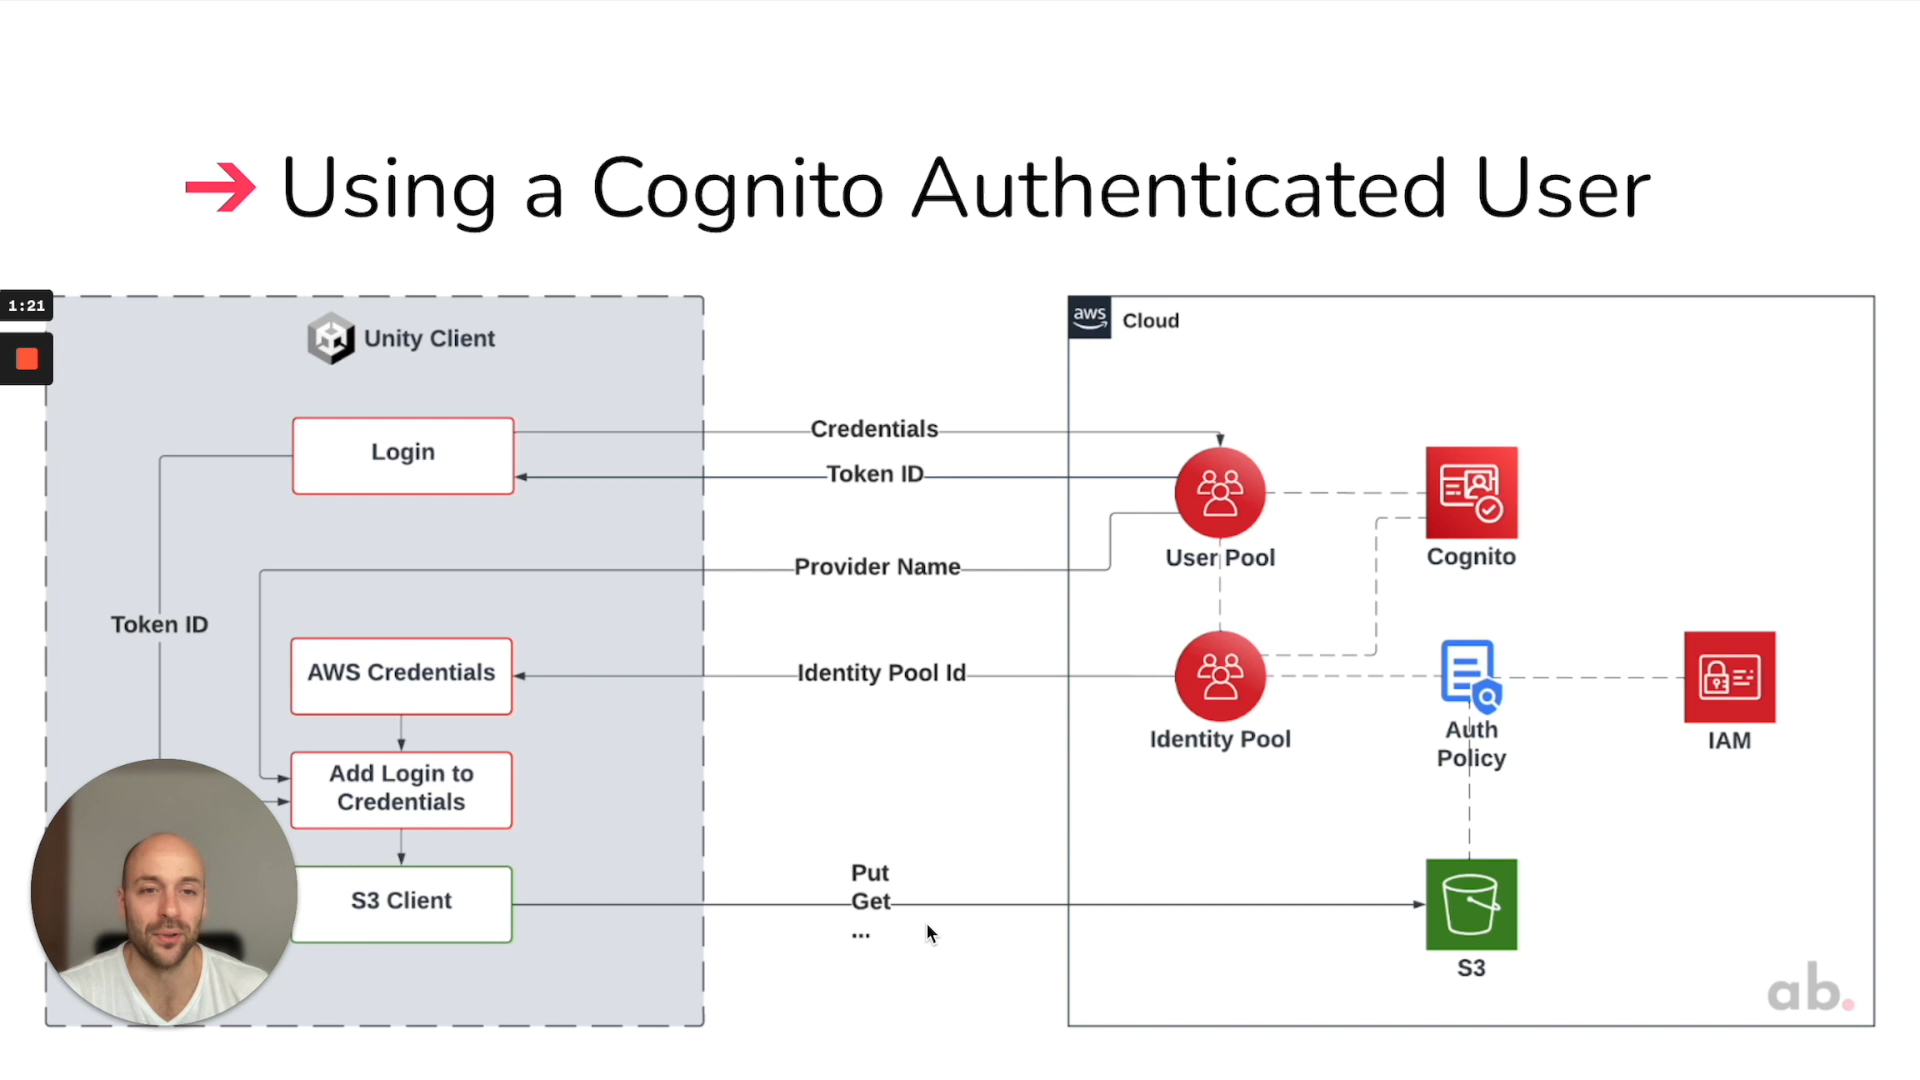 Using a Cognito Authenticated User
1:21
Unity Client
aws
Cloud
Login
Credentials
Token ID
User Pool
Cognito
Provider Name
Token ID
AWS Credentials
Identity Pool Id
Identity Pool
Auth
Policy
IAM
Add Login to
Credentials
S3 Client
Put
Get
...
S3
ab.